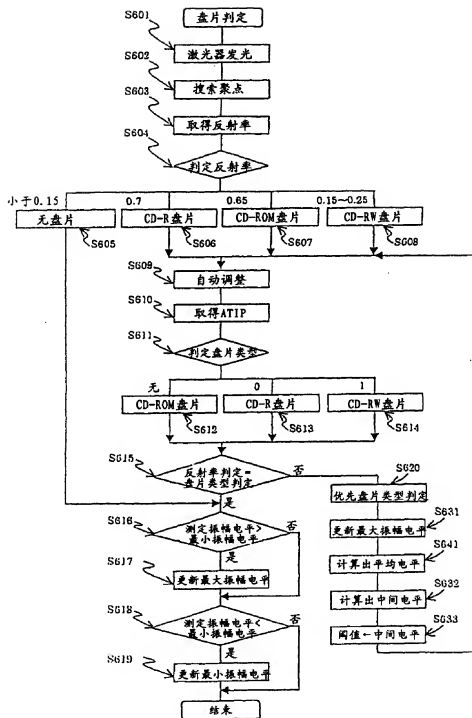 S601
盘片判定
S602
激光器发光
S603
搜索聚点
S604
取得反射率
判定反射率
小于0.15
0.7
0.65
0.15~0.25
无盘片
CD-R盘片
CD-ROM盘片
CD-RW盘片
S605
S606
S607
S608
S609
自动调整
S610
取得ATIP
S611
判定盘片类型
无
0
1
CD-ROM盘片
CD-R盘片
CD-RW盘片
S612
S613
S614
S615
反射率判定=
盘片类型判定
否
是
S620
优先盘片类型判定
S616
测定振幅电平>
最小振幅电平
否
是
S631
更新最大振幅电平
S617
更新最大振幅电平
S641
计算出平均电平
S618
测定振幅电平<
最小振幅电平
否
是
S632
计算出中间电平
S633
阈值←中间电平
S619
更新最小振幅电平
结束